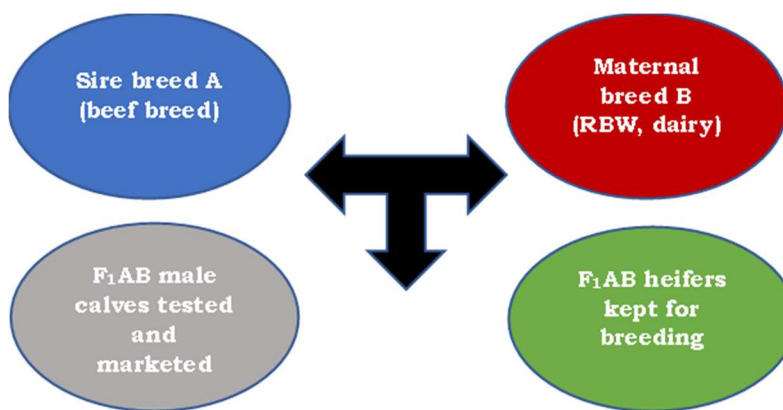 Sire breed A
(beef breed)
Maternal
breed B
(RBW, dairy)
F₁AB male
calves tested
and
marketed
F₁AB heifers
kept for
breeding